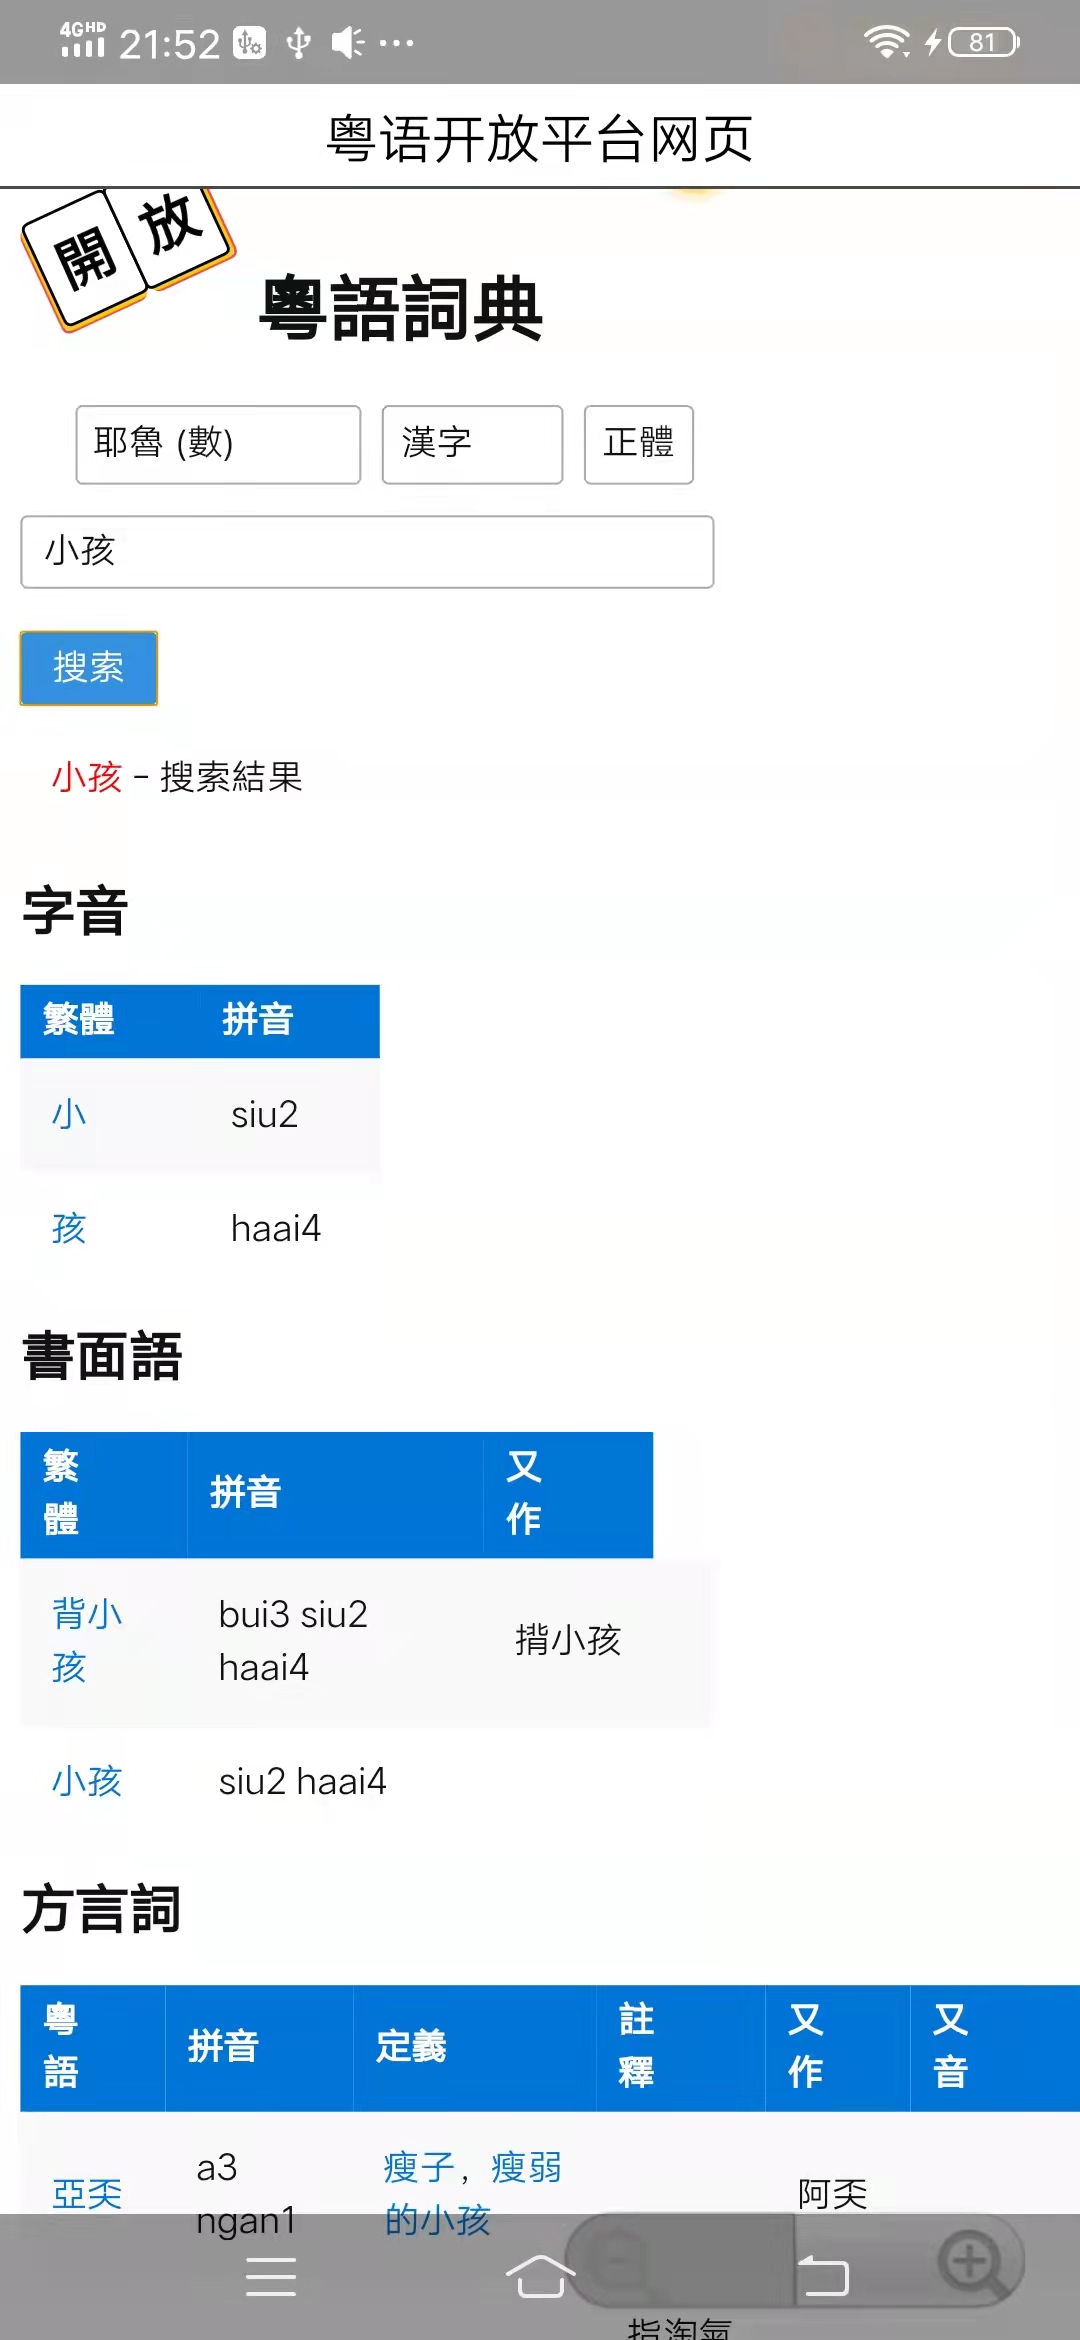 4G HD 21:52 81
粤语开放平台网页
開放
粵語詞典
耶魯 (數) 漢字 正體
小孩
搜索
小孩 - 搜索結果
字音
繁體 拼音
小 siu2
孩 haai4
書面語
繁體 拼音 又作
背小孩 bui3 siu2 haai4 揹小孩
小孩 siu2 haai4
方言詞
粵語 拼音 定義 註釋 又作 又音
亞奀 a3 ngan1 瘦子，瘦弱的小孩 阿奀
指淘氣